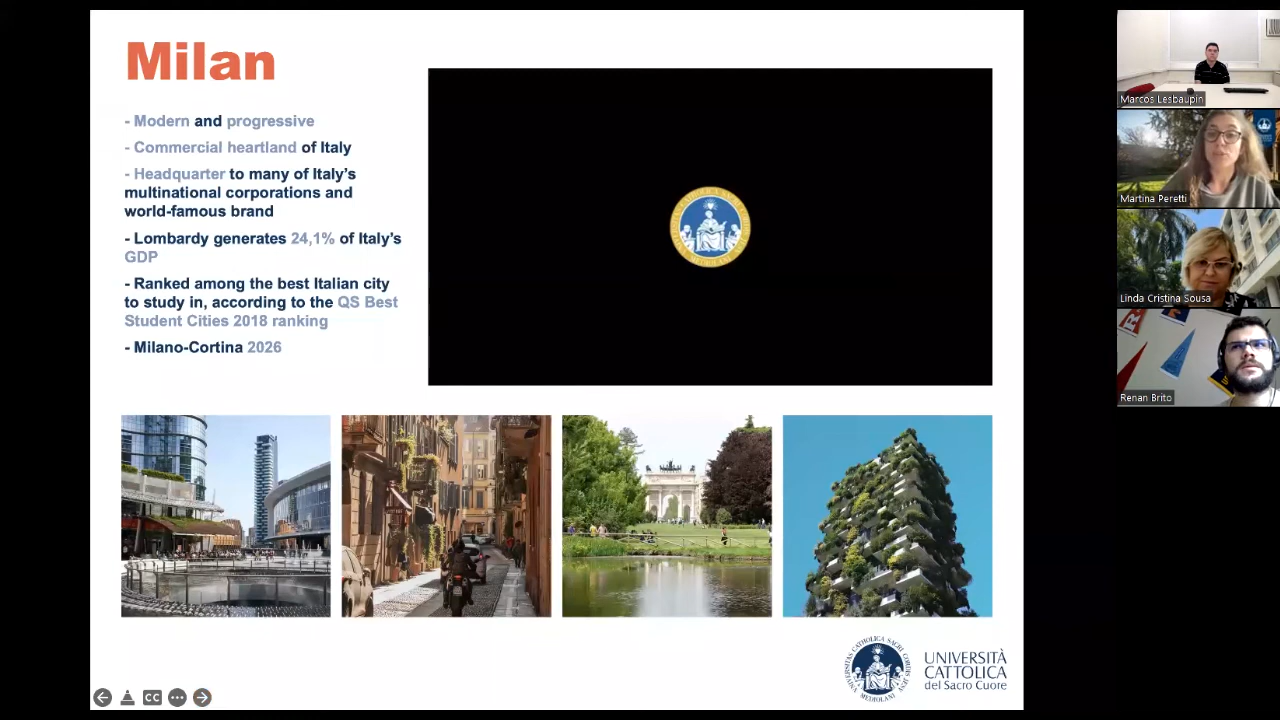 Milan
- Modern and progressive
- Commercial heartland of Italy
- Headquarter to many of Italy's
multinational corporations and
world-famous brand
- Lombardy generates 24,1% of Italy's
GDP
- Ranked among the best Italian city
to study in, according to the QS Best
Student Cities 2018 ranking
- Milano-Cortina 2026
UNIVERSITÀ
CATTOLICA
del Sacro Cuore
CC
Marcos Lesbaupin
Martina Peretti
Linda Cristina Sousa
Renan Brito